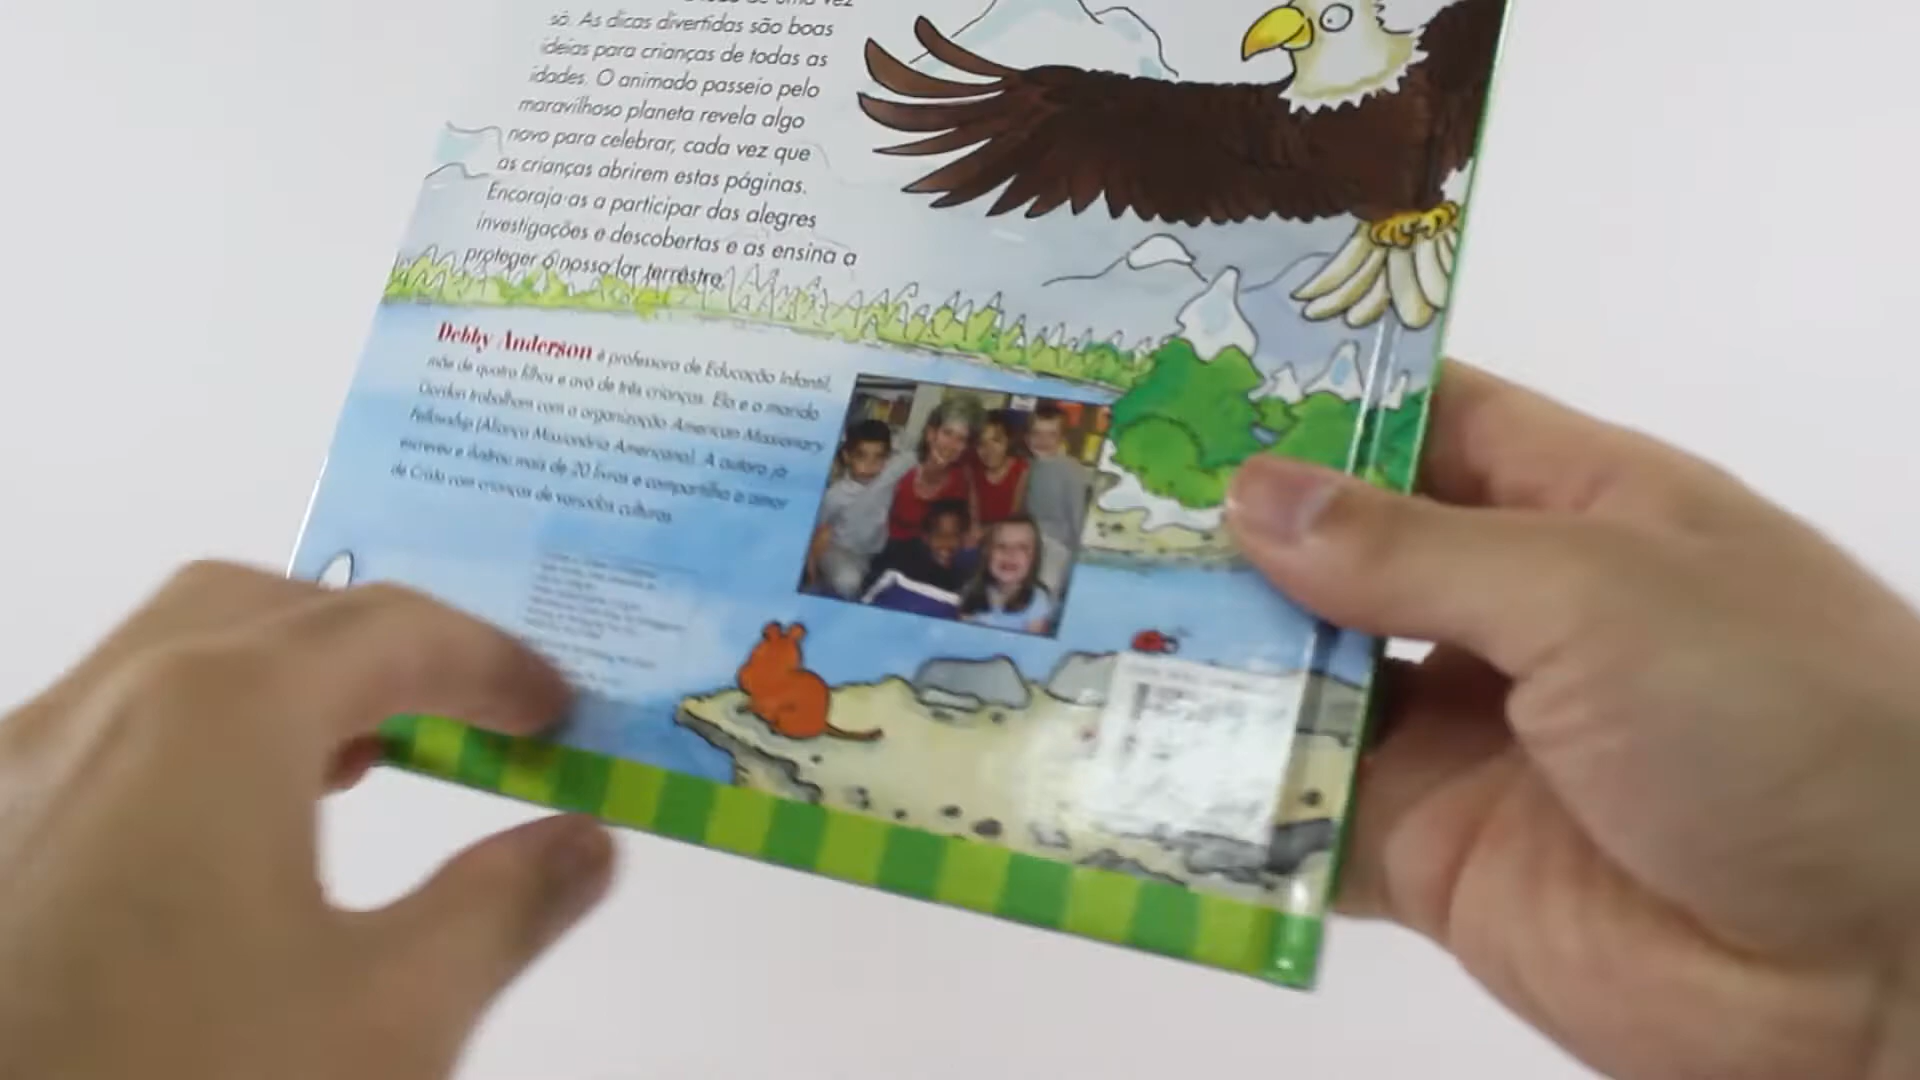 de uma vez
só. As dicas divertidas são boas
ideias para crianças de todas as
idades. O animado passeio pelo
maravilhoso planeta revela algo
novo para celebrar, cada vez que
as crianças abrirem estas páginas.
Encoraja-as a participar das alegres
investigações e descobertas e as ensina a
proteger o nosso lar terrestre.
Debby Anderson é professora de Educação Infantil,
mãe de quatro filhos e avó de três crianças. Ela e o marido
Gordon trabalham com a organização American Missionary
Fellowship (Aliança Missionária Americana). A autora já
escreveu e ilustrou mais de 20 livros e compartilha o amor
de Cristo com crianças de variadas culturas.